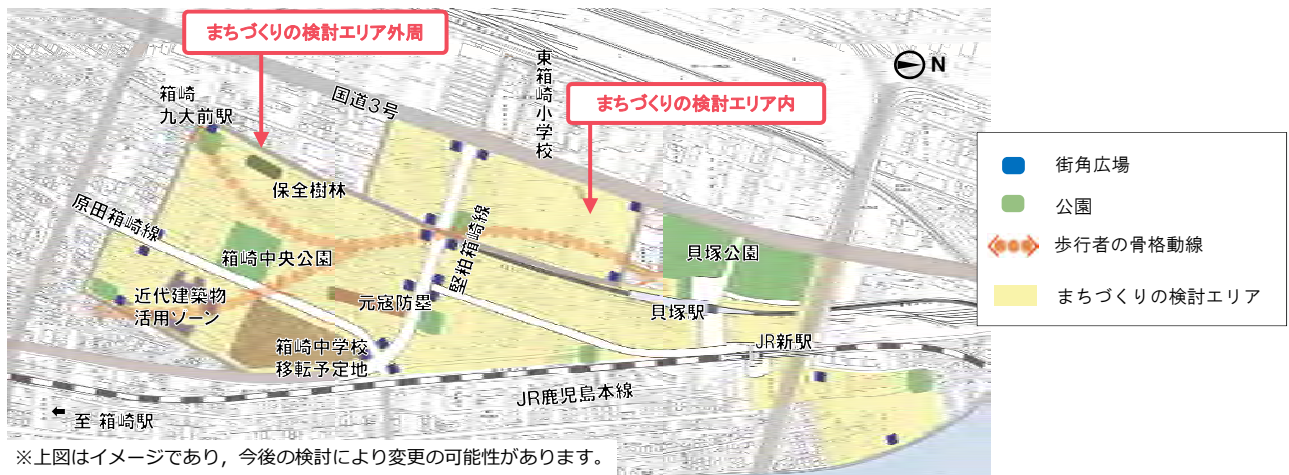 まちづくりの検討エリア外周
箱崎
九大前駅
国道3号
東箱崎小学校
N
まちづくりの検討エリア内
街角広場
公園
歩行者の骨格動線
まちづくりの検討エリア
保全樹林
原田箱崎線
箱崎中央公園
堅粕箱崎線
貝塚公園
近代建築物
活用ゾーン
元寇防塁
貝塚駅
箱崎中学校
移転予定地
JR新駅
JR鹿児島本線
至 箱崎駅
※上図はイメージであり，今後の検討により変更の可能性があります。